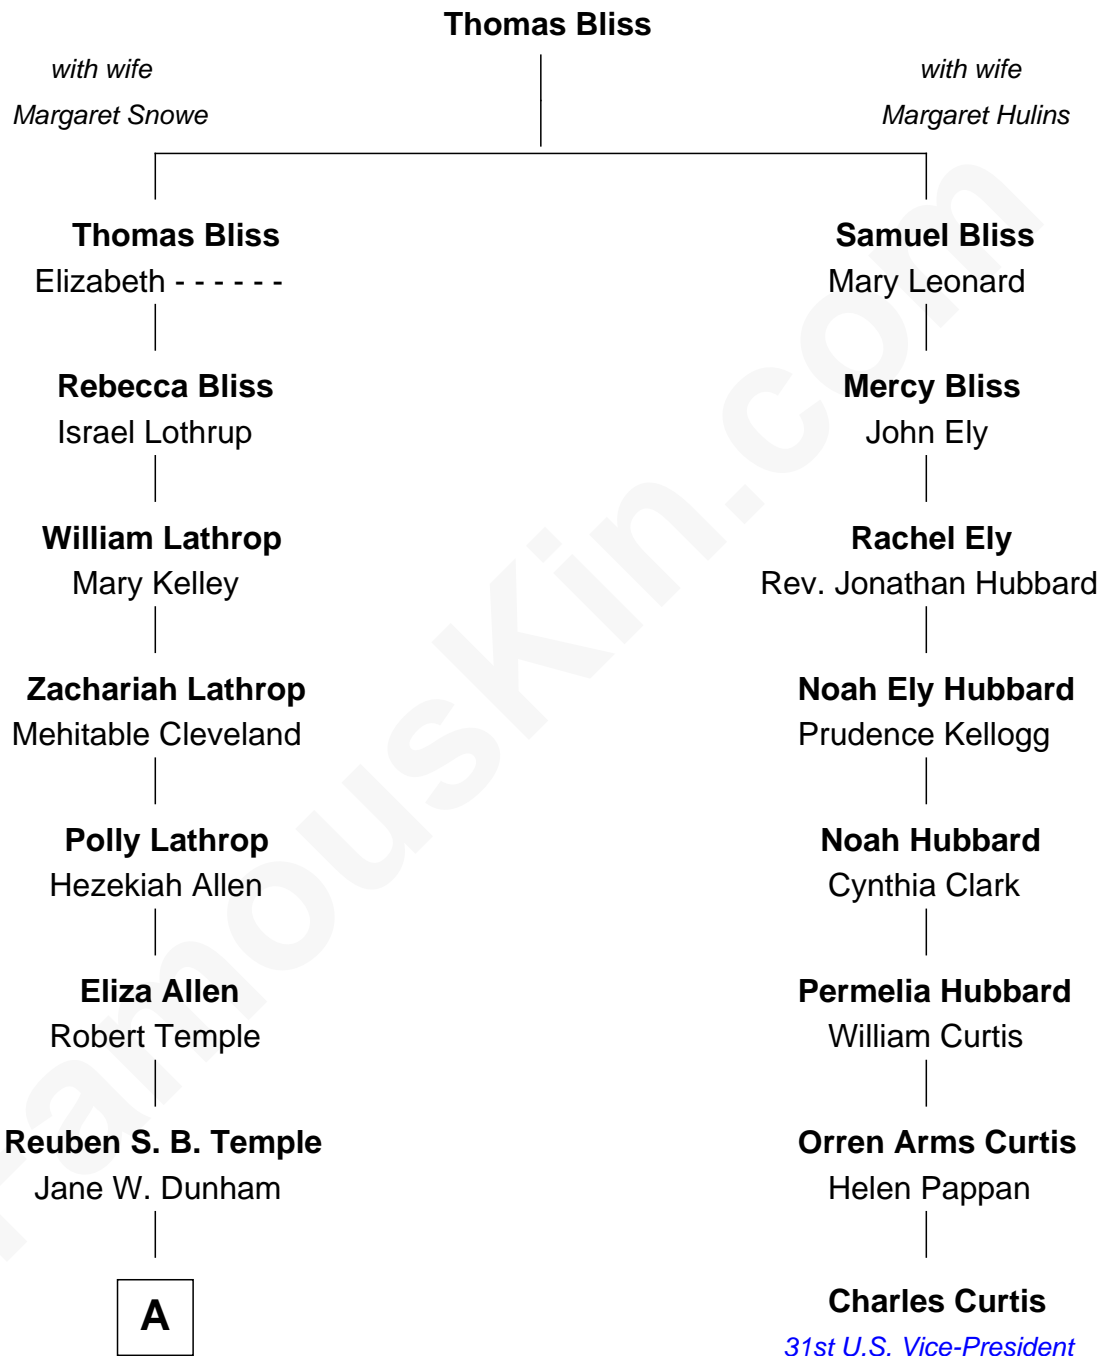 Thomas Bliss
with wife
Margaret Snowe
with wife
Margaret Hulins
Thomas Bliss
Elizabeth - - - - - -
Samuel Bliss
Mary Leonard
Rebecca Bliss
Israel Lothrup
Mercy Bliss
John Ely
William Lathrop
Mary Kelley
Rachel Ely
Rev. Jonathan Hubbard
Zachariah Lathrop
Mehitable Cleveland
Noah Ely Hubbard
Prudence Kellogg
Polly Lathrop
Hezekiah Allen
Noah Hubbard
Cynthia Clark
Eliza Allen
Robert Temple
Permelia Hubbard
William Curtis
Reuben S. B. Temple
Jane W. Dunham
Orren Arms Curtis
Helen Pappan
A
Charles Curtis
31st U.S. Vice-President
FamousKin.com